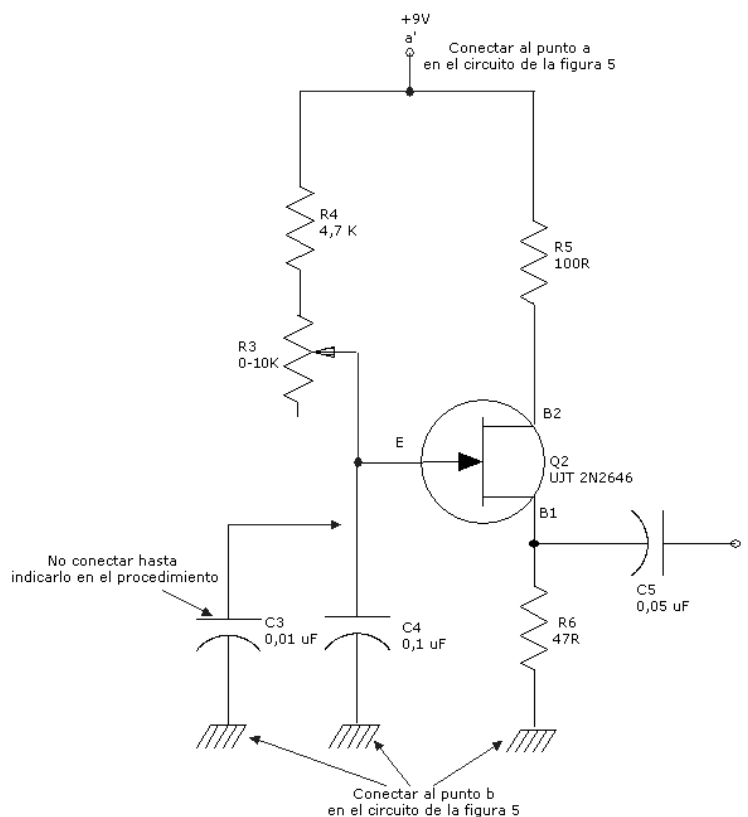 +9V
a'
Conectar al punto a
en el circuito de la figura 5
R4
4,7 K
R5
100R
R3
0-10K
B2
E
Q2
UJT 2N2646
B1
No conectar hasta
indicarlo en el procedimiento
C3
0,01 uF
C4
0,1 uF
C5
0,05 uF
R6
47R
Conectar al punto b
en el circuito de la figura 5